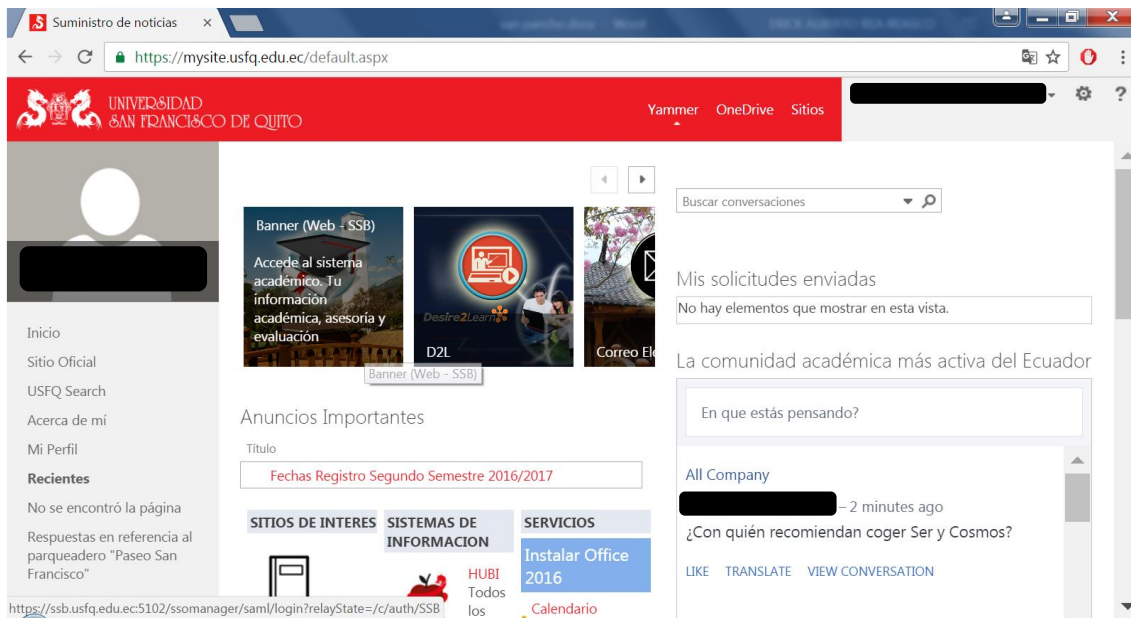 Suministro de noticias
https://mysite.usfq.edu.ec/default.aspx
UNIVERSIDAD
SAN FRANCISCO DE QUITO
Yammer OneDrive Sitios
Inicio
Sitio Oficial
USFQ Search
Acerca de mí
Mi Perfil
Recientes
No se encontró la página
Respuestas en referencia al
parqueadero "Paseo San
Francisco"
Banner (Web - SSB)
Accede al sistema
académico. Tu
información
académica, asesoría y
evaluación
Desire2Learn
D2L
Correo Ele
Banner (Web - SSB)
Anuncios Importantes
Título
Fechas Registro Segundo Semestre 2016/2017
SITIOS DE INTERES
SISTEMAS DE
INFORMACION
HUBI
Todos
los
SERVICIOS
Instalar Office
2016
Calendario
Buscar conversaciones
Mis solicitudes enviadas
No hay elementos que mostrar en esta vista.
La comunidad académica más activa del Ecuador
En que estás pensando?
All Company
– 2 minutes ago
¿Con quién recomiendan coger Ser y Cosmos?
LIKE TRANSLATE VIEW CONVERSATION
https://ssb.usfq.edu.ec:5102/ssomanager/saml/login?relayState=/c/auth/SSB